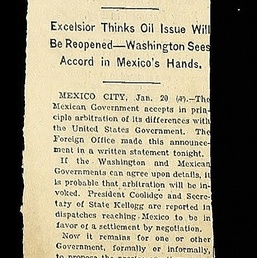 Excelsior Thinks Oil Issue Will
Be Reopened—Washington Sees
Accord in Mexico's Hands.
MEXICO CITY, Jan. 20 (AP).—The
Mexican Government accepts in prin-
ciple arbitration of its differences with
the United States Government. The
Foreign Office made this announce-
ment in a written statement tonight.
If the Washington and Mexican
Governments can agree upon details, it
is probable that arbitration will be in-
voked. President Coolidge and Secre-
tary of State Kellogg are reported in
dispatches reaching Mexico to be in
favor of a settlement by negotiation.
Now it remains for one or other
Government, formally or informally,
to propose the